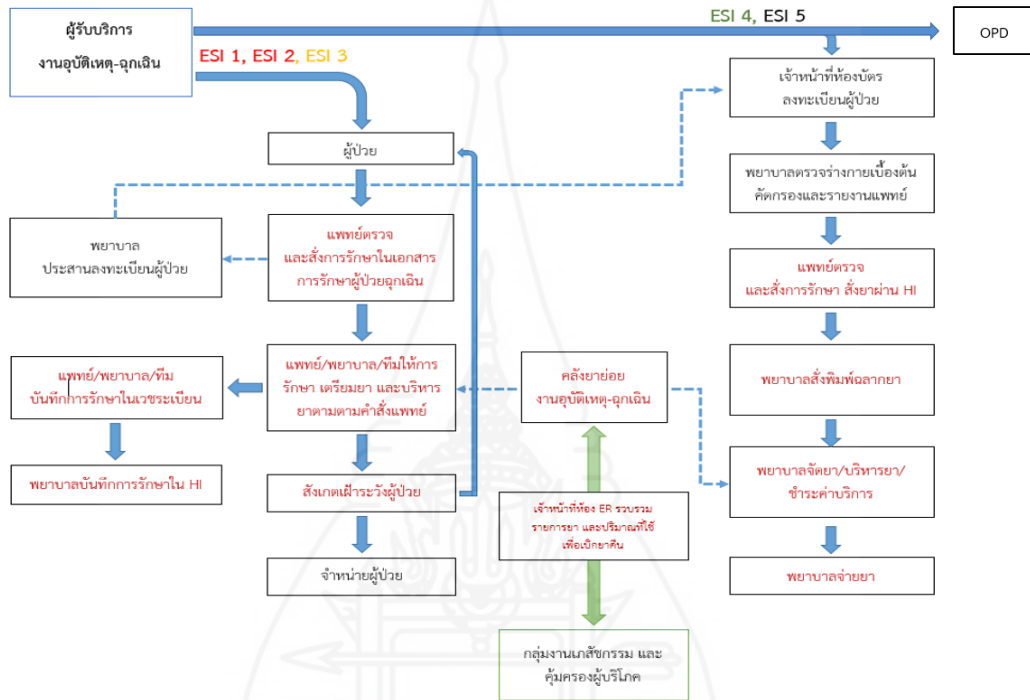 ผู้รับบริการ
งานอุบัติเหตุ-ฉุกเฉิน
ESI 4, ESI 5
OPD
ESI 1, ESI 2, ESI 3
เจ้าหน้าที่ห้องบัตร
ลงทะเบียนผู้ป่วย
ผู้ป่วย
พยาบาลตรวจร่างกายเบื้องต้น
คัดกรองและรายงานแพทย์
พยาบาล
ประสานลงทะเบียนผู้ป่วย
แพทย์ตรวจ
และสั่งการรักษาในเอกสาร
การรักษาผู้ป่วยฉุกเฉิน
แพทย์ตรวจ
และสั่งการรักษา สั่งยาผ่าน HI
แพทย์/พยาบาล/ทีม
บันทึกการรักษาในเวชระเบียน
แพทย์/พยาบาล/ทีมให้การ
รักษา เตรียมยา และบริหาร
ยาตามตามคำสั่งแพทย์
คลังยาย่อย
งานอุบัติเหตุ-ฉุกเฉิน
พยาบาลสั่งพิมพ์ฉลากยา
พยาบาลบันทึกการรักษาใน HI
สังเกตเฝ้าระวังผู้ป่วย
เจ้าหน้าที่ห้อง ER รวบรวม
รายการยา และปริมาณที่ใช้
เพื่อเบิกยาคืน
พยาบาลจัดยา/บริหารยา/
ชำระค่าบริการ
จำหน่ายผู้ป่วย
พยาบาลจ่ายยา
กลุ่มงานเภสัชกรรม และ
คุ้มครองผู้บริโภค